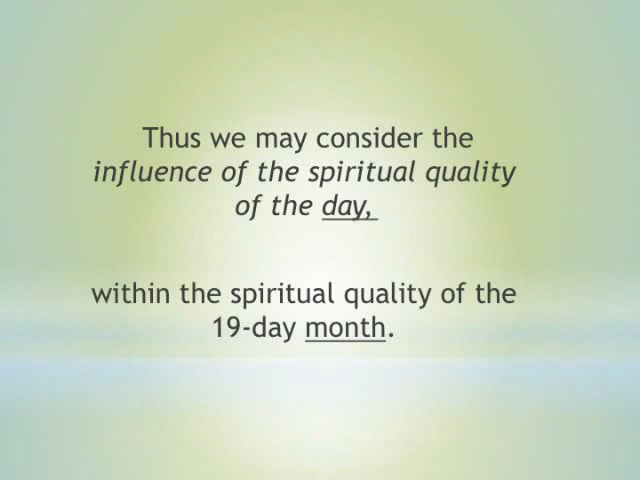 Thus we may consider the
influence of the spiritual quality
of the day,
within the spiritual quality of the
19-day month.